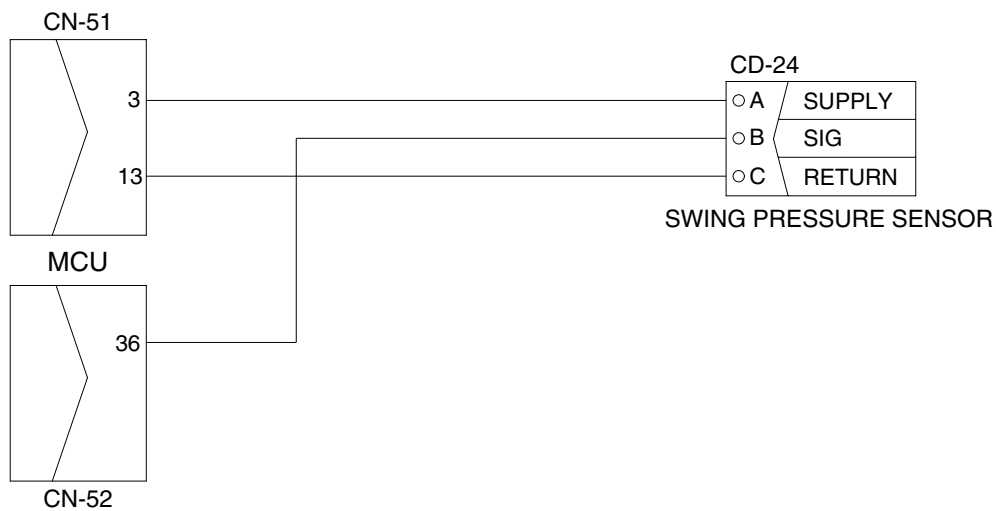 CN-51
3
13
MCU
36
CN-52
CD-24
A SUPPLY
B SIG
C RETURN
SWING PRESSURE SENSOR